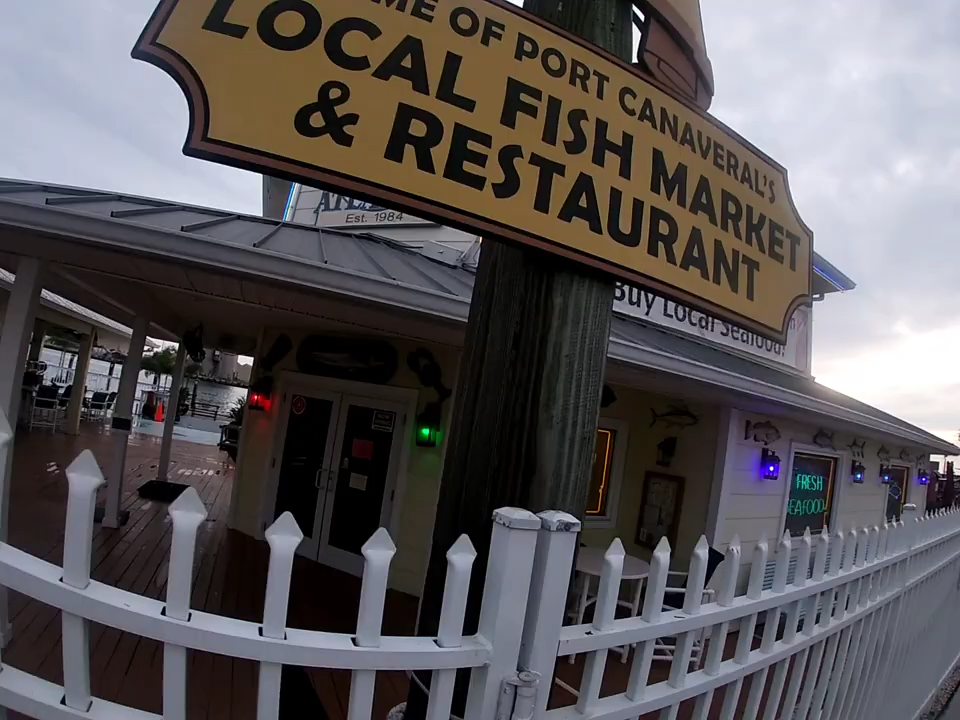 OF PORT CANAVERAL'S
LOCAL FISH MARKET
& RESTAURANT
Est. 1984
Buy Local Seafood!
FRESH
SEAFOOD